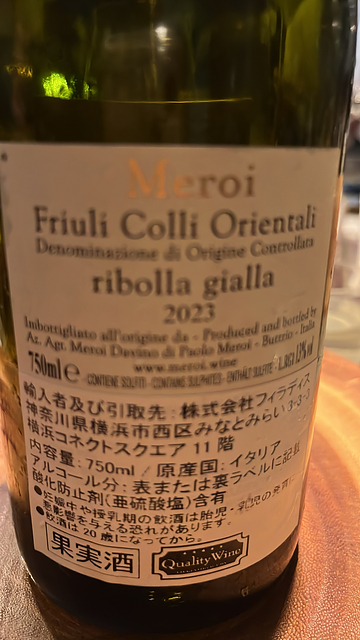 Meroi
Friuli Colli Orientali
Denominazione di Origine Controllata
ribolla gialla
2023
Imbottigliato all'origine da - Produced and bottled by
Az. Agr. Meroi Davino di Paolo Meroi - Buttrio - Italia
www.meroi.wine
750ml e - CONTIENE SOLFITI - CONTAINS SULPHITES - ENTHÄLT SULFITE
輸入者及び引取先：株式会社フィラディス
神奈川県横浜市西区みなとみらい3-3-3
横浜コネクトスクエア 11 階
内容量：750ml / 原産国：イタリア
アルコール分：表または裏ラベルに記載
酸化防止剤(亜硫酸塩)含有
●妊娠中や授乳期の飲酒は胎児・乳児の発育に
悪影響を与える恐れがあります。
●飲酒は20歳になってから。
果実酒
Quality Wine